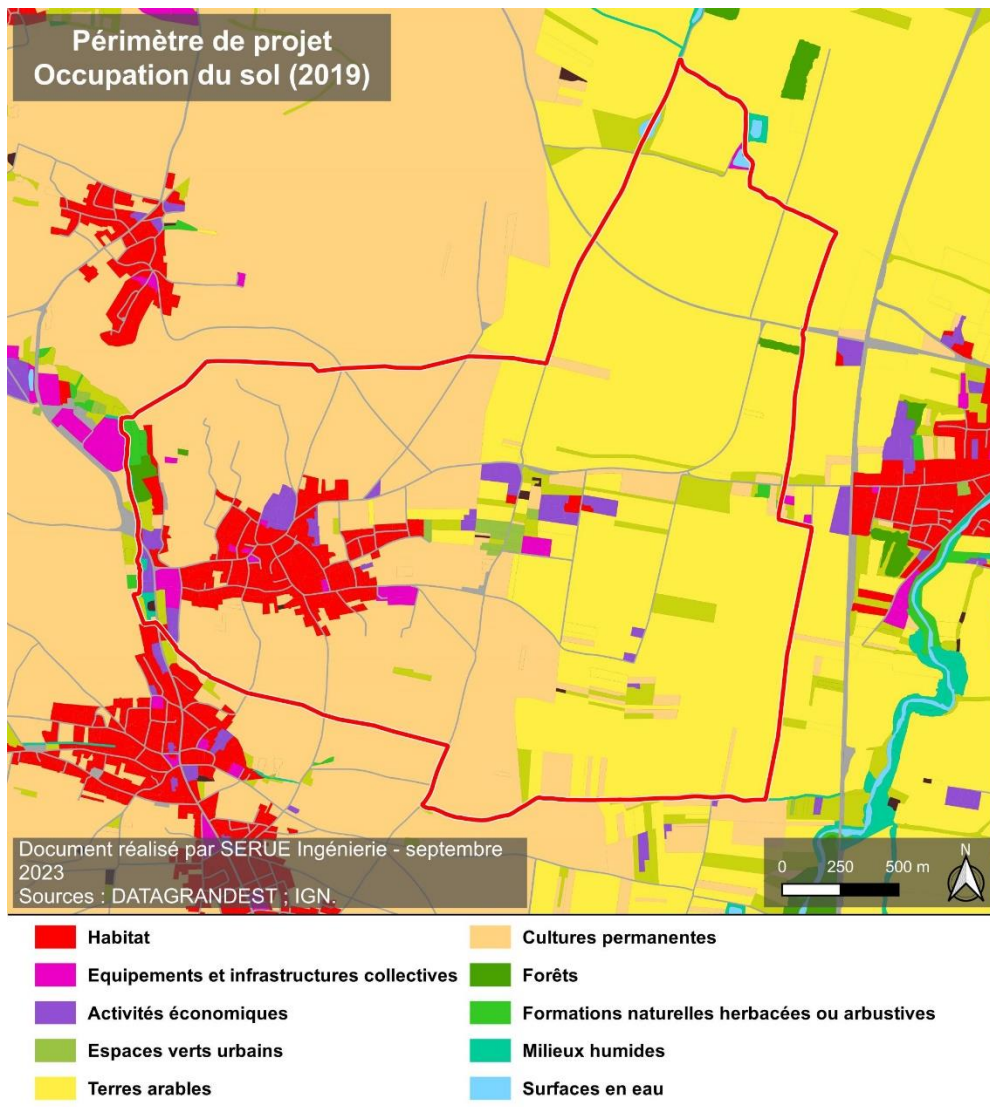 Périmètre de projet
Occupation du sol (2019)
Document réalisé par SERUE Ingénierie - septembre
2023
Sources : DATAGRANDEST ; IGN.
0 250 500 m
N
Habitat
Equipements et infrastructures collectives
Activités économiques
Espaces verts urbains
Terres arables
Cultures permanentes
Forêts
Formations naturelles herbacées ou arbustives
Milieux humides
Surfaces en eau